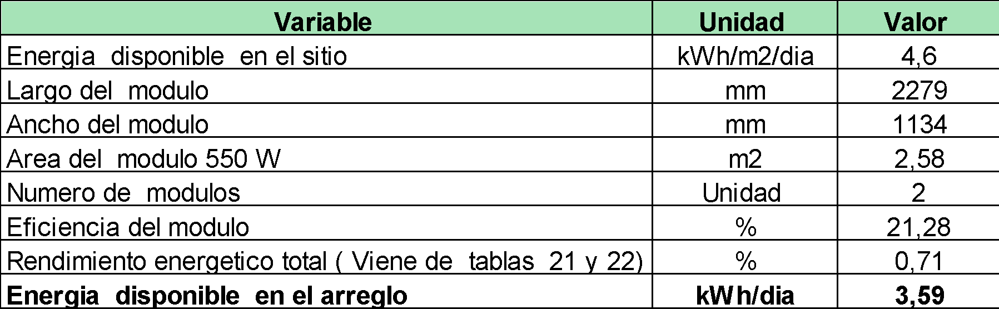 Variable Unidad Valor
Energia disponible en el sitio kWh/m2/dia 4,6
Largo del modulo mm 2279
Ancho del modulo mm 1134
Area del modulo 550 W m2 2,58
Numero de modulos Unidad 2
Eficiencia del modulo % 21,28
Rendimiento energetico total ( Viene de tablas 21 y 22) % 0,71
Energia disponible en el arreglo kWh/dia 3,59